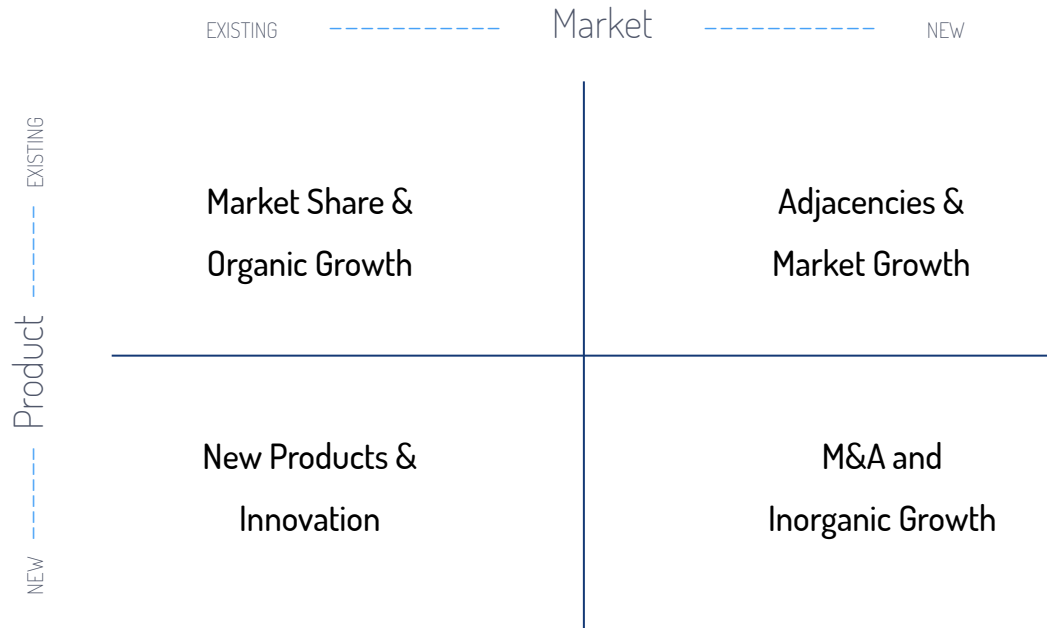 EXISTING Market NEW
EXISTING
Product
NEW
Market Share &
Organic Growth
Adjacencies &
Market Growth
New Products &
Innovation
M&A and
Inorganic Growth